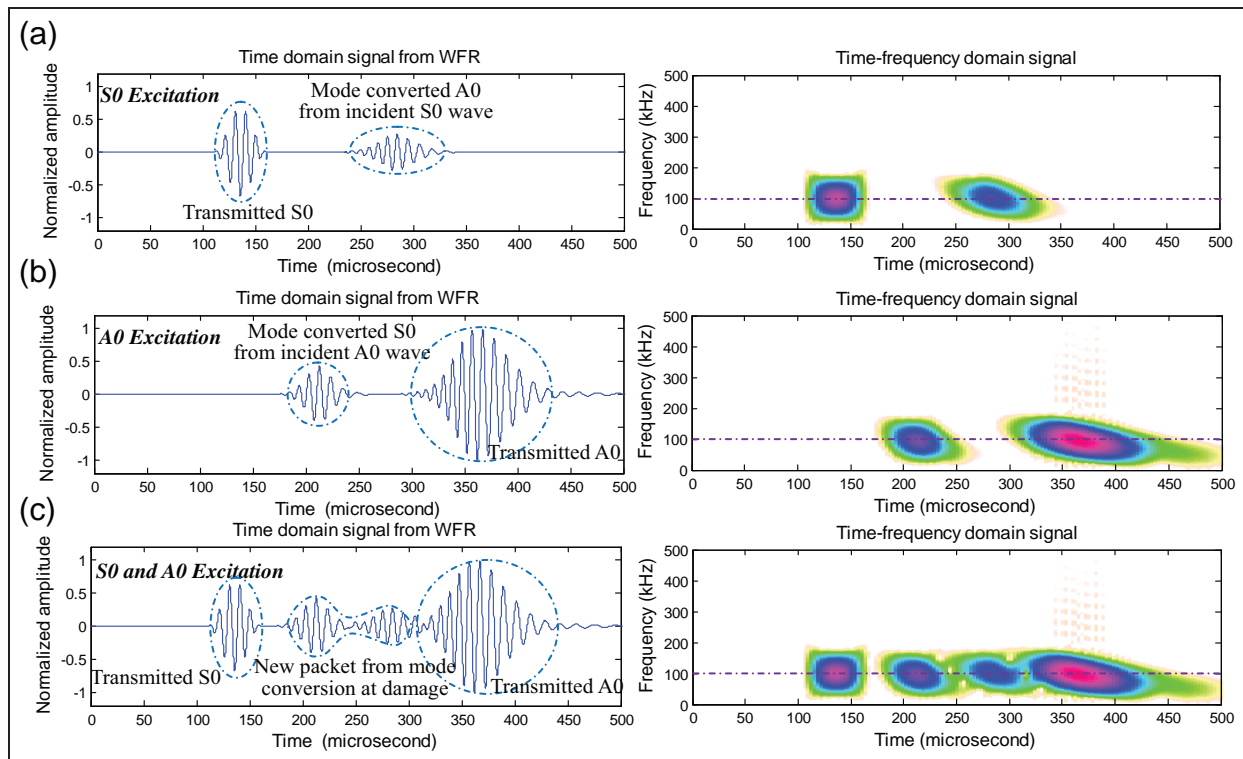 (a)
Time domain signal from WFR
Normalized amplitude
1
0.5
0
-0.5
-1
S0 Excitation
Mode converted A0
from incident S0 wave
Transmitted S0
0 50 100 150 200 250 300 350 400 450 500
Time (microsecond)
Time-frequency domain signal
Frequency (kHz)
500
400
300
200
100
0
0 50 100 150 200 250 300 350 400 450 500
Time (microsecond)
(b)
Time domain signal from WFR
Normalized amplitude
1
0.5
0
-0.5
-1
A0 Excitation
Mode converted S0
from incident A0 wave
Transmitted A0
0 50 100 150 200 250 300 350 400 450 500
Time (microsecond)
Time-frequency domain signal
Frequency (kHz)
500
400
300
200
100
0
0 50 100 150 200 250 300 350 400 450 500
Time (microsecond)
(c)
Time domain signal from WFR
Normalized amplitude
1
0.5
0
-0.5
-1
S0 and A0 Excitation
Transmitted S0
New packet from mode
conversion at damage
Transmitted A0
0 50 100 150 200 250 300 350 400 450 500
Time (microsecond)
Time-frequency domain signal
Frequency (kHz)
500
400
300
200
100
0
0 50 100 150 200 250 300 350 400 450 500
Time (microsecond)